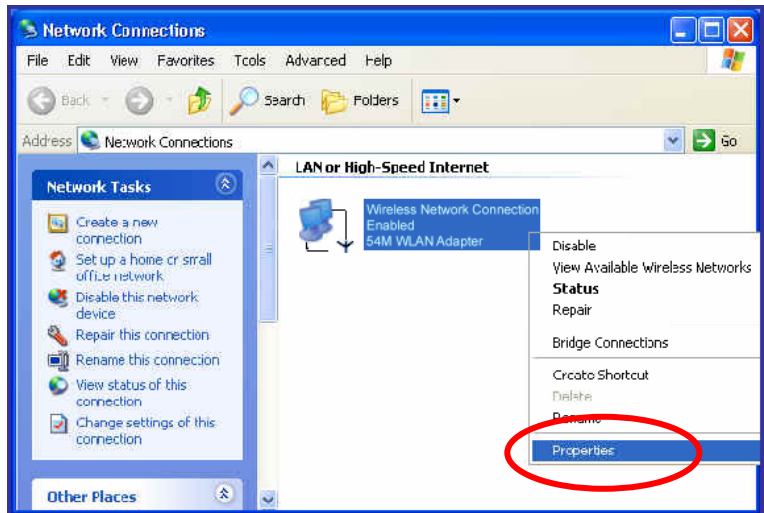 Network Connections
File Edit View Favorites Tools Advanced Help
Back Search Folders
Address Network Connections Go
Network Tasks
Create a new
connection
Set up a home or small
office network
Disable this network
device
Repair this connection
Rename this connection
View status of this
connection
Change settings of this
connection
Other Places
LAN or High-Speed Internet
Wireless Network Connection
Enabled
54M WLAN Adapter
Disable
View Available Wireless Networks
Status
Repair
Bridge Connections
Create Shortcut
Delete
Rename
Properties